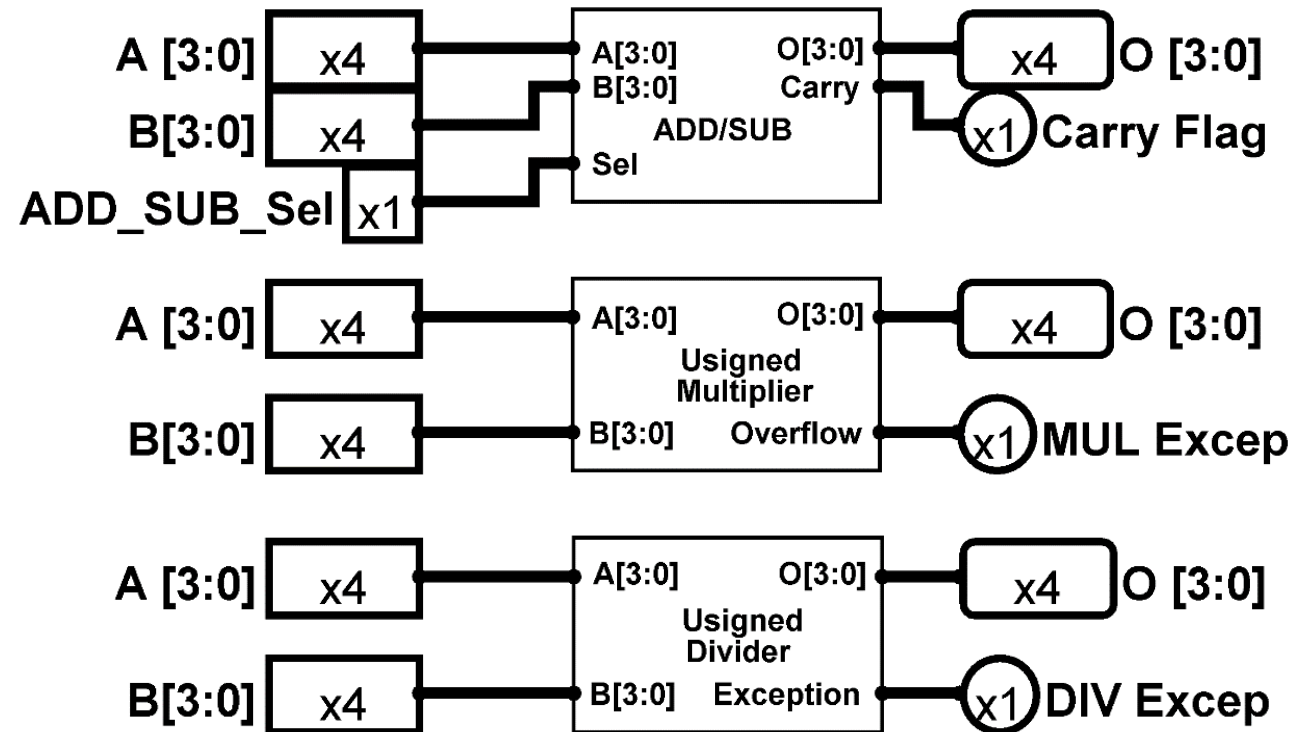 A [3:0] x4 A[3:0] O[3:0] x4 O [3:0]
B[3:0] x4 B[3:0] Carry x1 Carry Flag
ADD/SUB
ADD_SUB_Sel x1 Sel
A [3:0] x4 A[3:0] O[3:0] x4 O [3:0]
Usigned
Multiplier
B[3:0] x4 B[3:0] Overflow x1 MUL Excep
A [3:0] x4 A[3:0] O[3:0] x4 O [3:0]
Usigned
Divider
B[3:0] x4 B[3:0] Exception x1 DIV Excep